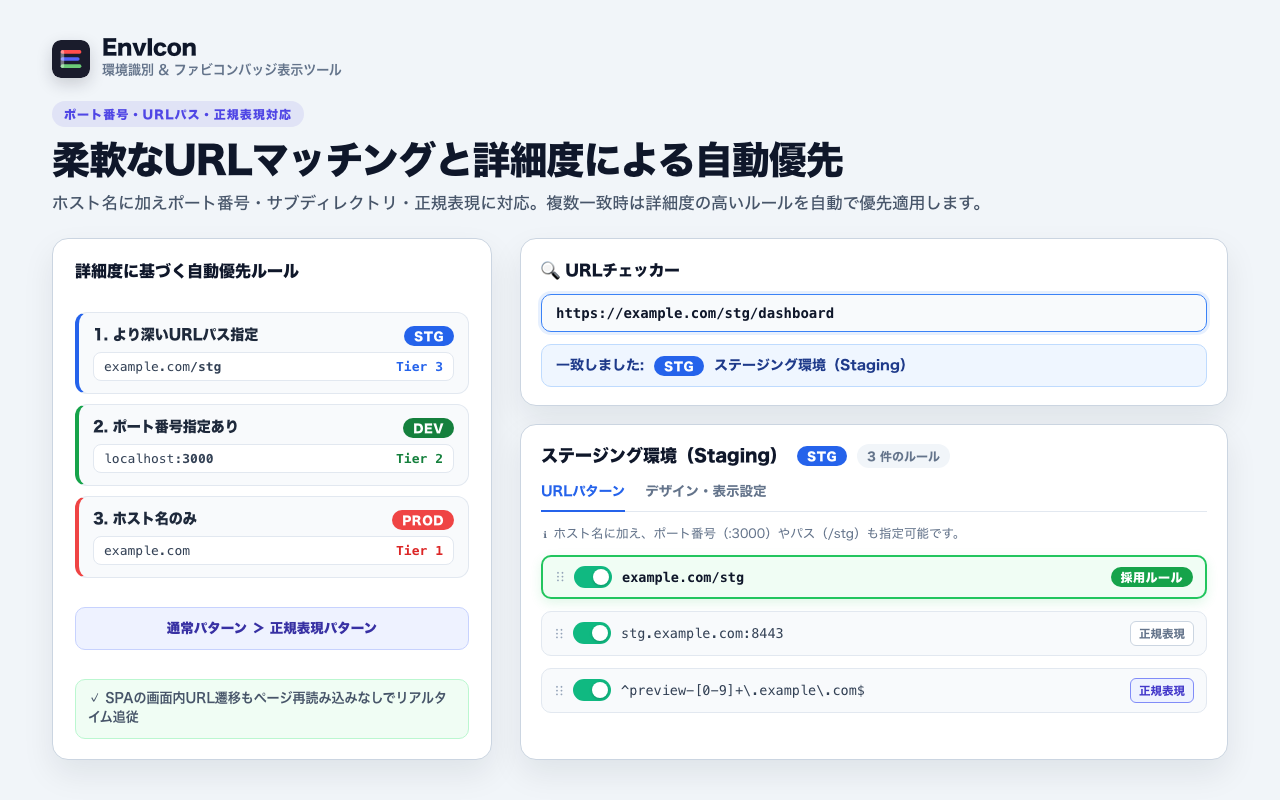 EnvIcon
環境識別 & ファビコンバッジ表示ツール
ポート番号・URLパス・正規表現対応
柔軟なURLマッチングと詳細度による自動優先
ホスト名に加えポート番号・サブディレクトリ・正規表現に対応。複数一致時は詳細度の高いルールを自動で優先適用します。
詳細度に基づく自動優先ルール
1. より深いURLパス指定 STG
example.com/stg Tier 3
2. ポート番号指定あり DEV
localhost:3000 Tier 2
3. ホスト名のみ PROD
example.com Tier 1
通常パターン > 正規表現パターン
✓ SPAの画面内URL遷移もページ再読み込みなしでリアルタ
イム追従
🔍 URLチェッカー
https://example.com/stg/dashboard
一致しました: STG ステージング環境（Staging）
ステージング環境（Staging） STG 3 件のルール
URLパターン デザイン・表示設定
ℹ ホスト名に加え、ポート番号（:3000）やパス（/stg）も指定可能です。
example.com/stg 採用ルール
stg.example.com:8443 正規表現
^preview-[0-9]+\.example\.com$ 正規表現